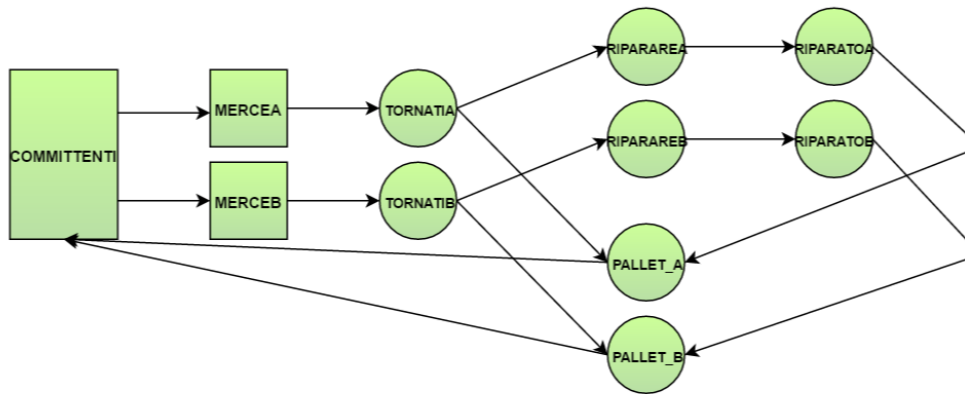 RIPARAREA
RIPARATOA
MERCEA
TORNATIA
COMMITTENTI
RIPARAREB
RIPARATOB
MERCEB
TORNATIB
PALLET_A
PALLET_B